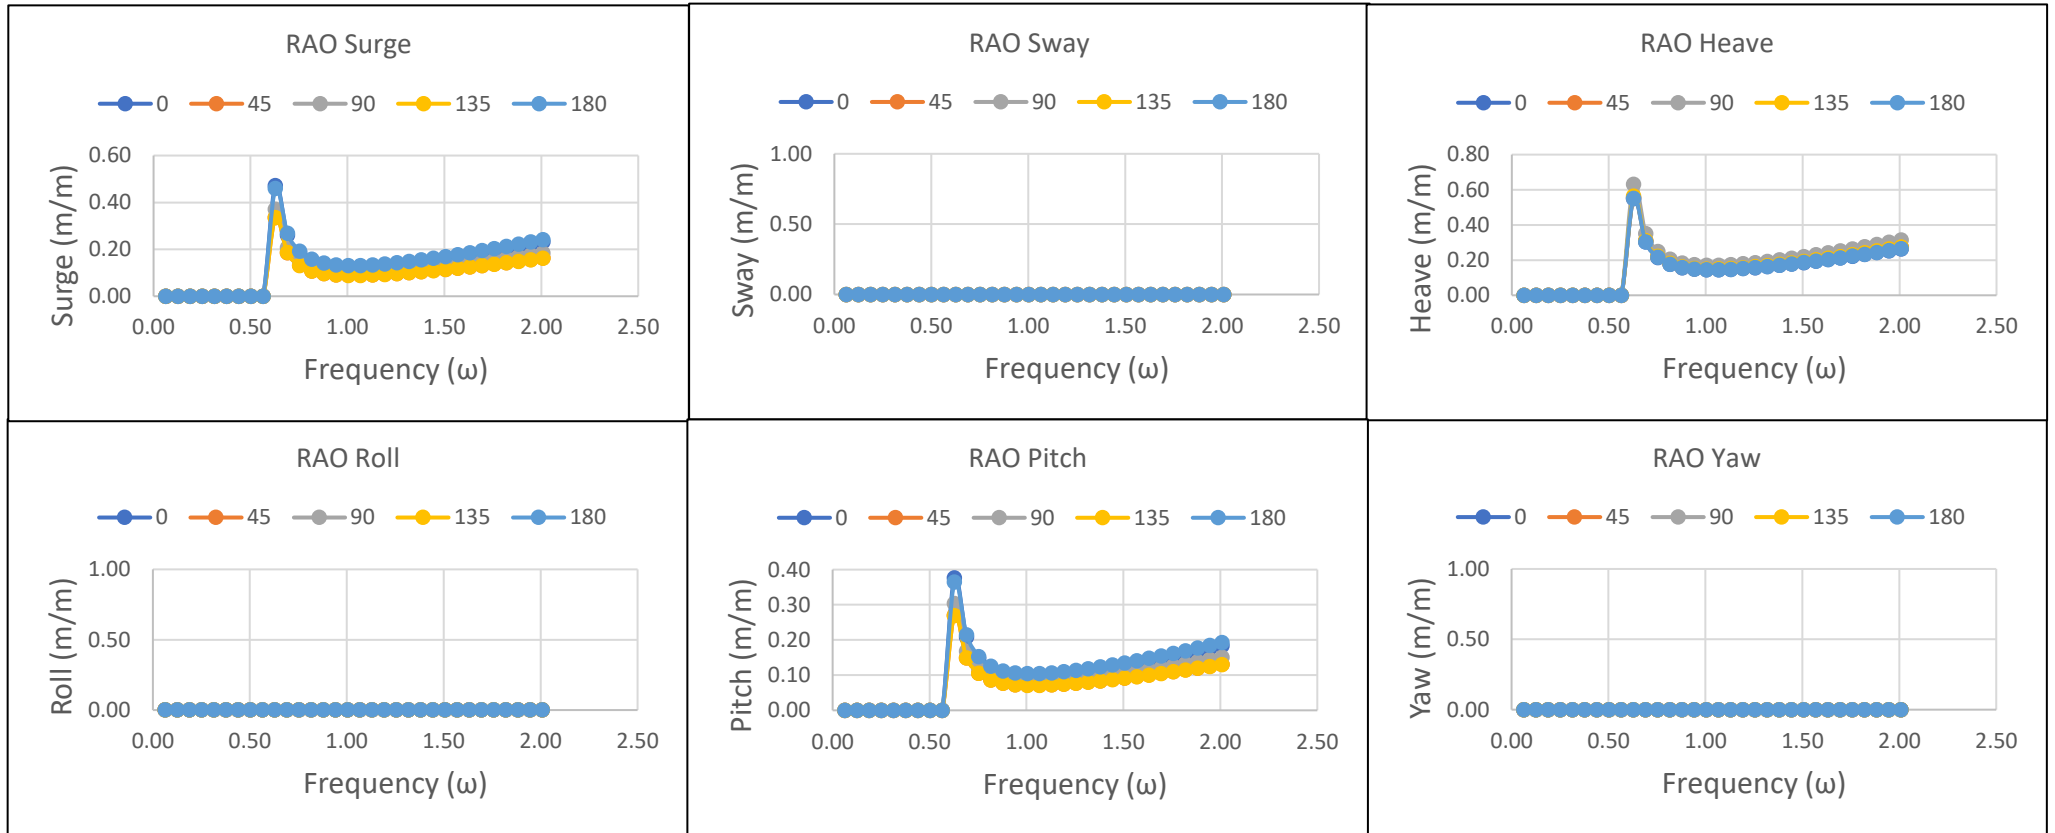 RAO Surge
0 45 90 135 180
0.60
0.40
0.20
0.00
0.00 0.50 1.00 1.50 2.00 2.50
Surge (m/m)
Frequency (ω)
RAO Sway
0 45 90 135 180
1.00
0.50
0.00
0.00 0.50 1.00 1.50 2.00 2.50
Sway (m/m)
Frequency (ω)
RAO Heave
0 45 90 135 180
0.80
0.60
0.40
0.20
0.00
0.00 0.50 1.00 1.50 2.00 2.50
Heave (m/m)
Frequency (ω)
RAO Roll
0 45 90 135 180
1.00
0.50
0.00
0.00 0.50 1.00 1.50 2.00 2.50
Roll (m/m)
Frequency (ω)
RAO Pitch
0 45 90 135 180
0.40
0.30
0.20
0.10
0.00
0.00 0.50 1.00 1.50 2.00 2.50
Pitch (m/m)
Frequency (ω)
RAO Yaw
0 45 90 135 180
1.00
0.50
0.00
0.00 0.50 1.00 1.50 2.00 2.50
Yaw (m/m)
Frequency (ω)